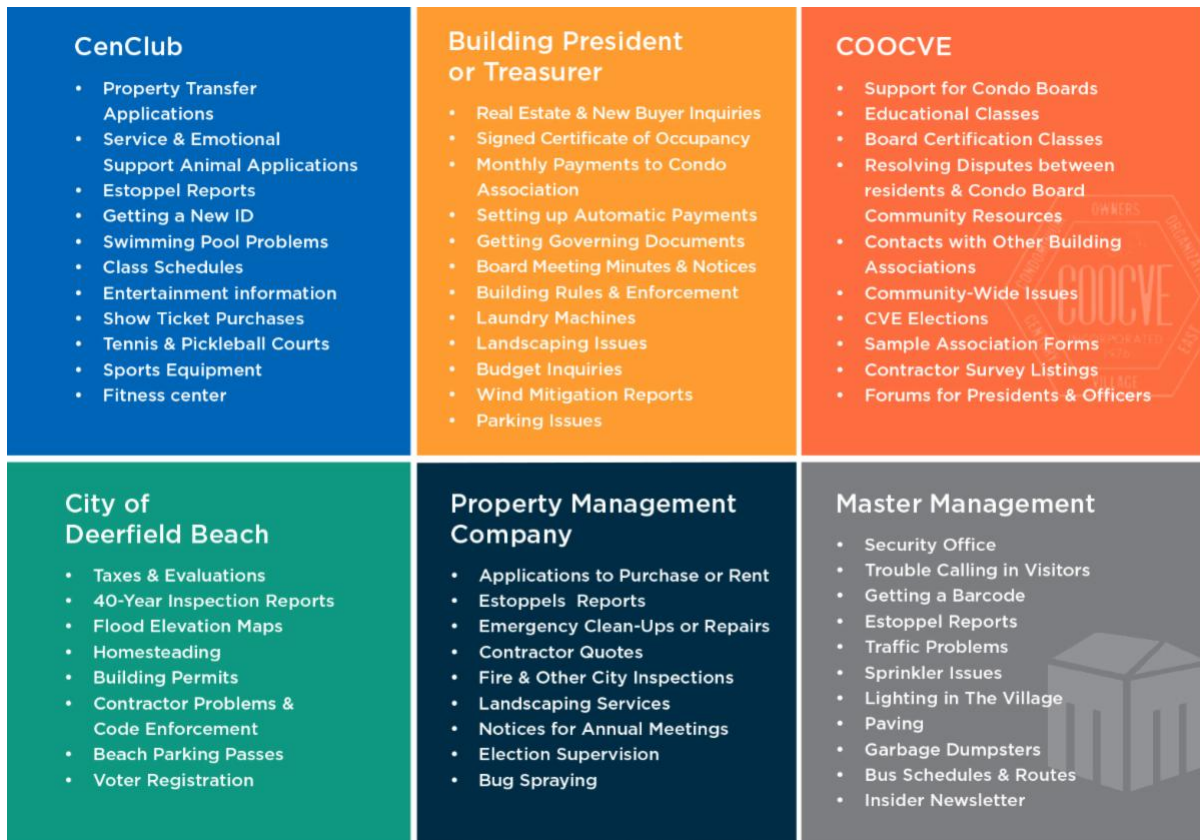 CenClub
• Property Transfer
Applications
• Service & Emotional
Support Animal Applications
• Estoppel Reports
• Getting a New ID
• Swimming Pool Problems
• Class Schedules
• Entertainment information
• Show Ticket Purchases
• Tennis & Pickleball Courts
• Sports Equipment
• Fitness center
Building President
or Treasurer
• Real Estate & New Buyer Inquiries
• Signed Certificate of Occupancy
• Monthly Payments to Condo
Association
• Setting up Automatic Payments
• Getting Governing Documents
• Board Meeting Minutes & Notices
• Building Rules & Enforcement
• Laundry Machines
• Landscaping Issues
• Budget Inquiries
• Wind Mitigation Reports
• Parking Issues
COOCVE
• Support for Condo Boards
• Educational Classes
• Board Certification Classes
• Resolving Disputes between
residents & Condo Board
Community Resources
• Contacts with Other Building
Associations
• Community-Wide Issues
• CVE Elections
• Sample Association Forms
• Contractor Survey Listings
• Forums for Presidents & Officers
OWNERS
COOCVE
INCORPORATED
1976
EAST
VILLAGE
CENTURY
City of
Deerfield Beach
• Taxes & Evaluations
• 40-Year Inspection Reports
• Flood Elevation Maps
• Homesteading
• Building Permits
• Contractor Problems &
Code Enforcement
• Beach Parking Passes
• Voter Registration
Property Management
Company
• Applications to Purchase or Rent
• Estoppels Reports
• Emergency Clean-Ups or Repairs
• Contractor Quotes
• Fire & Other City Inspections
• Landscaping Services
• Notices for Annual Meetings
• Election Supervision
• Bug Spraying
Master Management
• Security Office
• Trouble Calling in Visitors
• Getting a Barcode
• Estoppel Reports
• Traffic Problems
• Sprinkler Issues
• Lighting in The Village
• Paving
• Garbage Dumpsters
• Bus Schedules & Routes
• Insider Newsletter